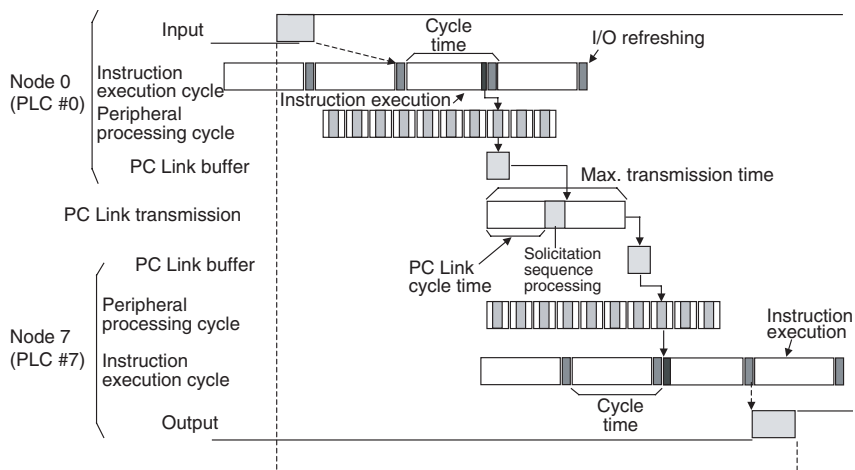 Input
Cycle
time
I/O refreshing
Node 0
(PLC #0)
Instruction
execution cycle
Instruction execution
Peripheral
processing cycle
PC Link buffer
Max. transmission time
PC Link transmission
PC Link
cycle time
Solicitation
sequence
processing
PC Link buffer
Node 7
(PLC #7)
Peripheral
processing cycle
Instruction
execution
Instruction
execution cycle
Cycle
time
Output